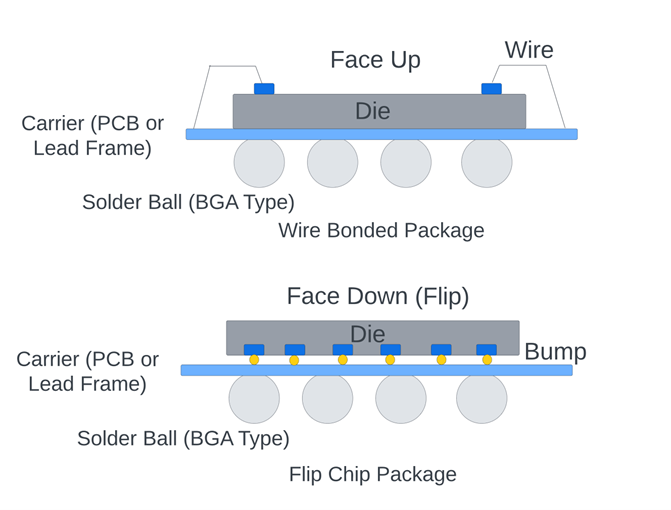 Face Up
Wire
Die
Carrier (PCB or
Lead Frame)
Solder Ball (BGA Type)
Wire Bonded Package
Face Down (Flip)
Die
Bump
Carrier (PCB or
Lead Frame)
Solder Ball (BGA Type)
Flip Chip Package